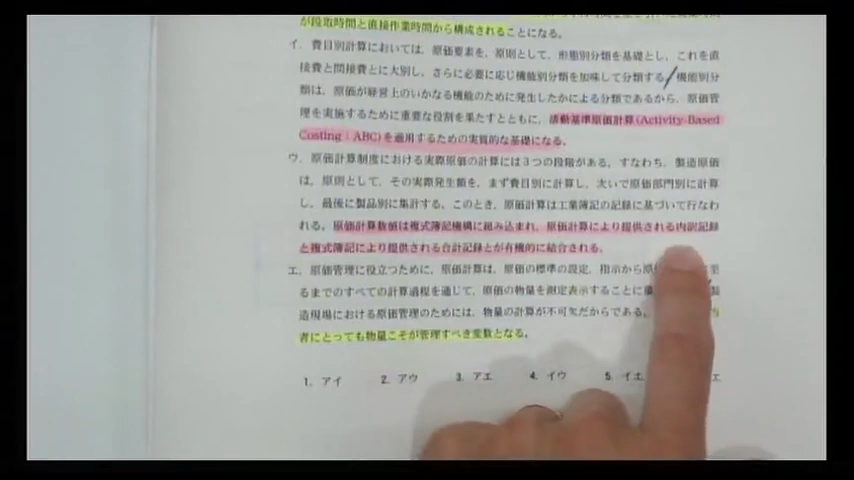 が段取時間と直接作業時間から構成されることになる。
イ．費目別計算においては，原価要素を，原則として，形態別分類を基礎とし，これを直
接費と間接費とに大別し，さらに必要に応じ機能別分類を加味して分類する。機能別分
類は，原価が経営上のいかなる機能のために発生したかによる分類であるから，原価管
理を実施するために重要な役割を果たすとともに，活動基準原価計算(Activity-Based
Costing：ABC)を適用するための実質的な基礎になる。
ウ．原価計算制度における実際原価の計算には3つの段階がある。すなわち，製造原価
は，原則として，その実際発生額を，まず費目別に計算し，次いで原価部門別に計算
し，最後に製品別に集計する。このとき，原価計算は工業簿記の記録に基づいて行なわ
れる。原価計算数値は複式簿記機構に組み込まれ，原価計算により提供される内訳記録
と複式簿記により提供される合計記録とが有機的に結合される。
エ．原価管理に役立つために，原価計算は，原価の標準の設定，指示から原
るまでのすべての計算過程を通じて，原価の物量を測定表示することに
造現場における原価管理のためには，物量の計算が不可欠だからである。
者にとっても物量こそが管理すべき変数となる。
1．アイ 2．アウ 3．アエ 4．イウ 5．イエ